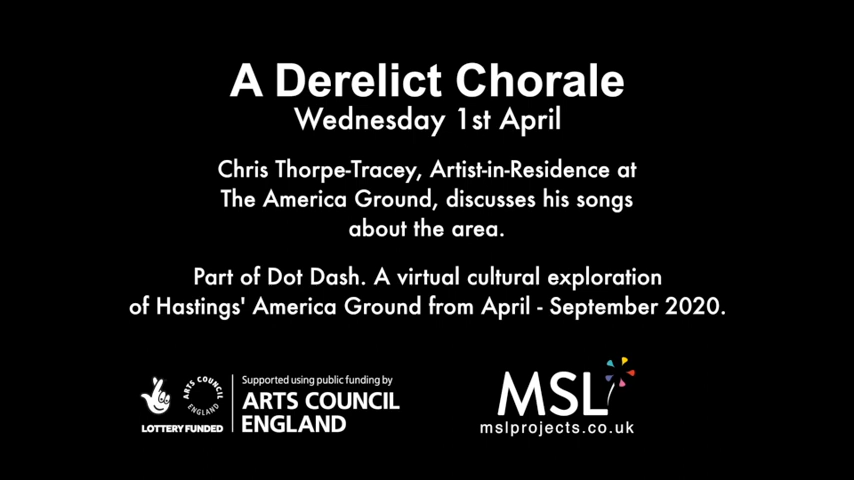 A Derelict Chorale
Wednesday 1st April
Chris Thorpe-Tracey, Artist-in-Residence at
The America Ground, discusses his songs
about the area.
Part of Dot Dash. A virtual cultural exploration
of Hastings' America Ground from April - September 2020.
ARTS COUNCIL
ENGLAND
LOTTERY FUNDED
Supported using public funding by
ARTS COUNCIL
ENGLAND
MSL
mslprojects.co.uk